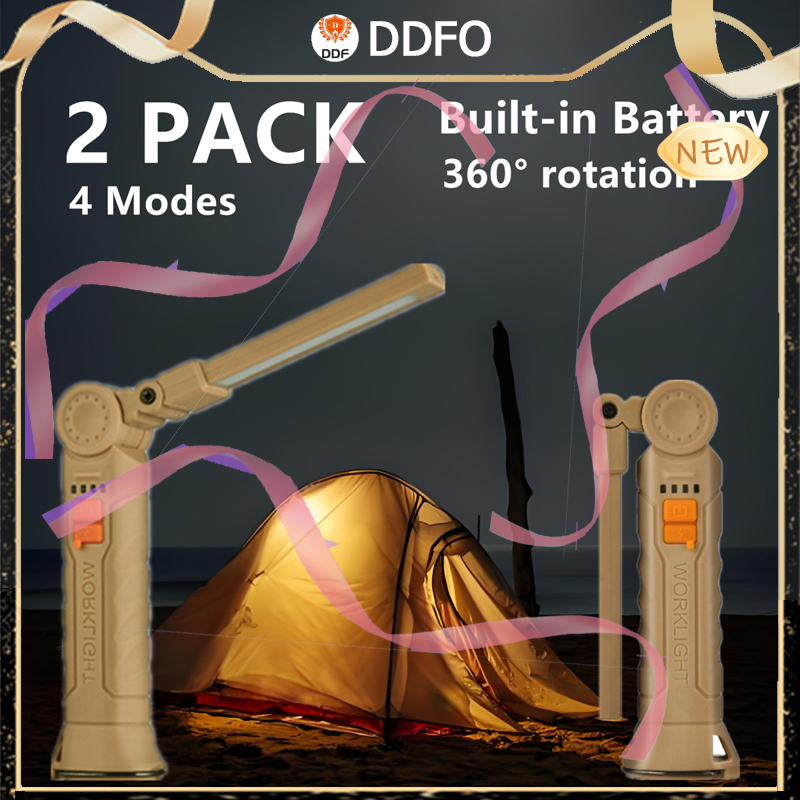 DDF
DDFO
2 PACK
4 Modes
Built-in Battery
360° rotation
NEW
WORKLIGHT
WORKLIGHT